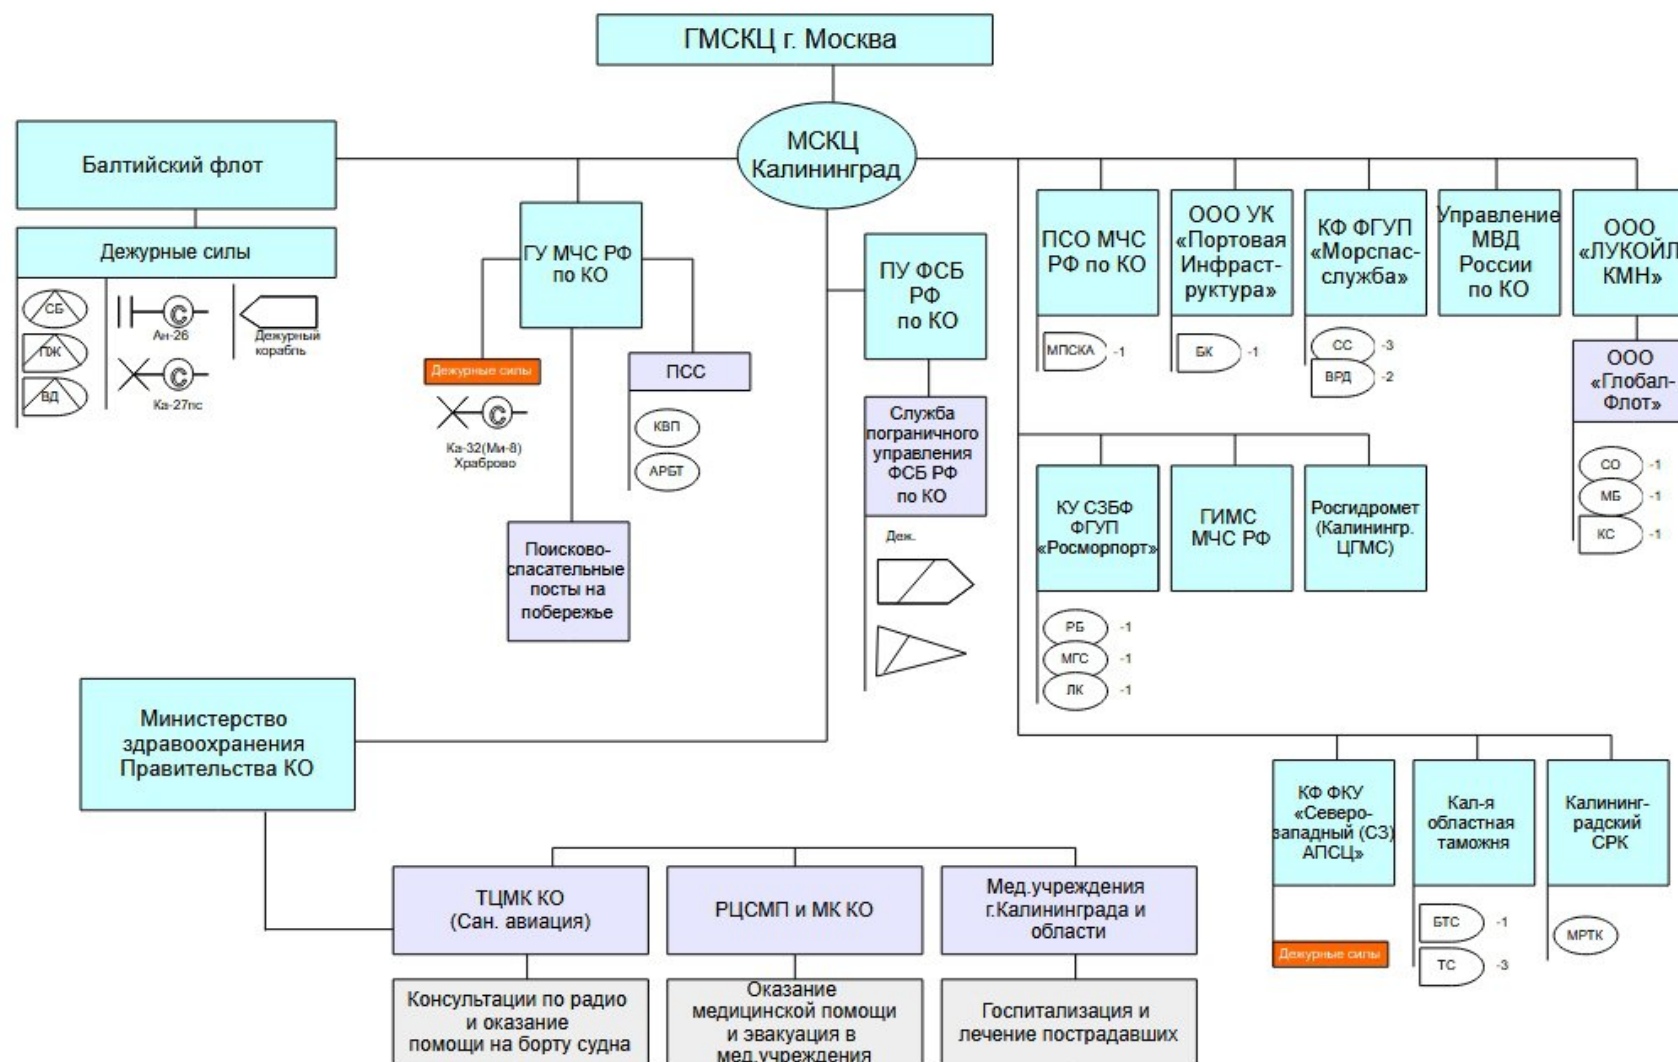 ГМСКЦ г. Москва
МСКЦ
Калининград
Балтийский флот
Дежурные силы
СБ
ПЖ
ВД
Ан-26
Ка-27пс
Дежурный
корабль
ГУ МЧС РФ
по КО
Дежурные силы
Ка-32(Ми-8)
Храброво
ПСС
КВП
АРБТ
Поисково-
спасательные
посты на
побережье
ПУ ФСБ
РФ
по КО
Служба
пограничного
управления
ФСБ РФ
по КО
Деж.
ПСО МЧС
РФ по КО
МПСКА -1
ООО УК
«Портовая
Инфраст-
руктура»
БК -1
КФ ФГУП
«Морспас-
служба»
СС -3
ВРД -2
Управление
МВД
России
по КО
ООО
«ЛУКОЙЛ
КМН»
ООО
«Глобал-
Флот»
СО -1
МБ -1
КС -1
КУ СЗБФ
ФГУП
«Росморпорт»
РБ -1
МГС -1
ЛК -1
ГИМС
МЧС РФ
Росгидромет
(Калинингр.
ЦГМС)
КФ ФКУ
«Северо-
западный (СЗ)
АПСЦ»
Дежурные силы
Кал-я
областная
таможня
БТС -1
ТС -3
Калининг-
радский
СРК
МРТК
Министерство
здравоохранения
Правительства КО
ТЦМК КО
(Сан. авиация)
Консультации по радио
и оказание
помощи на борту судна
РЦСМП и МК КО
Оказание
медицинской помощи
и эвакуация в
мед.учреждения
Мед.учреждения
г.Калининграда и
области
Госпитализация и
лечение пострадавших